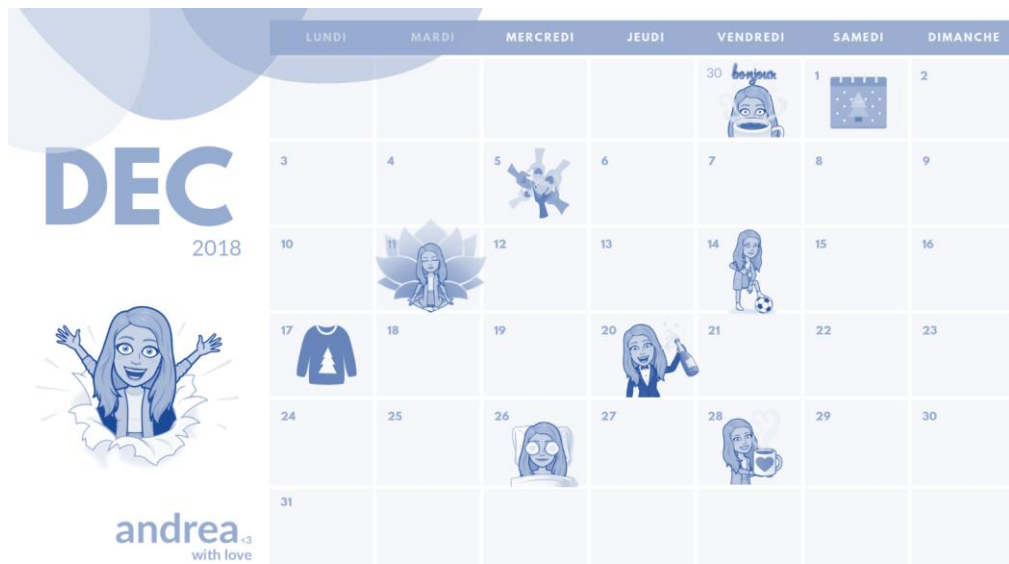 LUNDI MARDI MERCREDI JEUDI VENDREDI SAMEDI DIMANCHE
30 bonjour 1 2
DEC
2018
3 4 5 6 7 8 9
10 11 12 13 14 15 16
17 18 19 20 21 22 23
24 25 26 27 28 29 30
31
andrea <3
with love